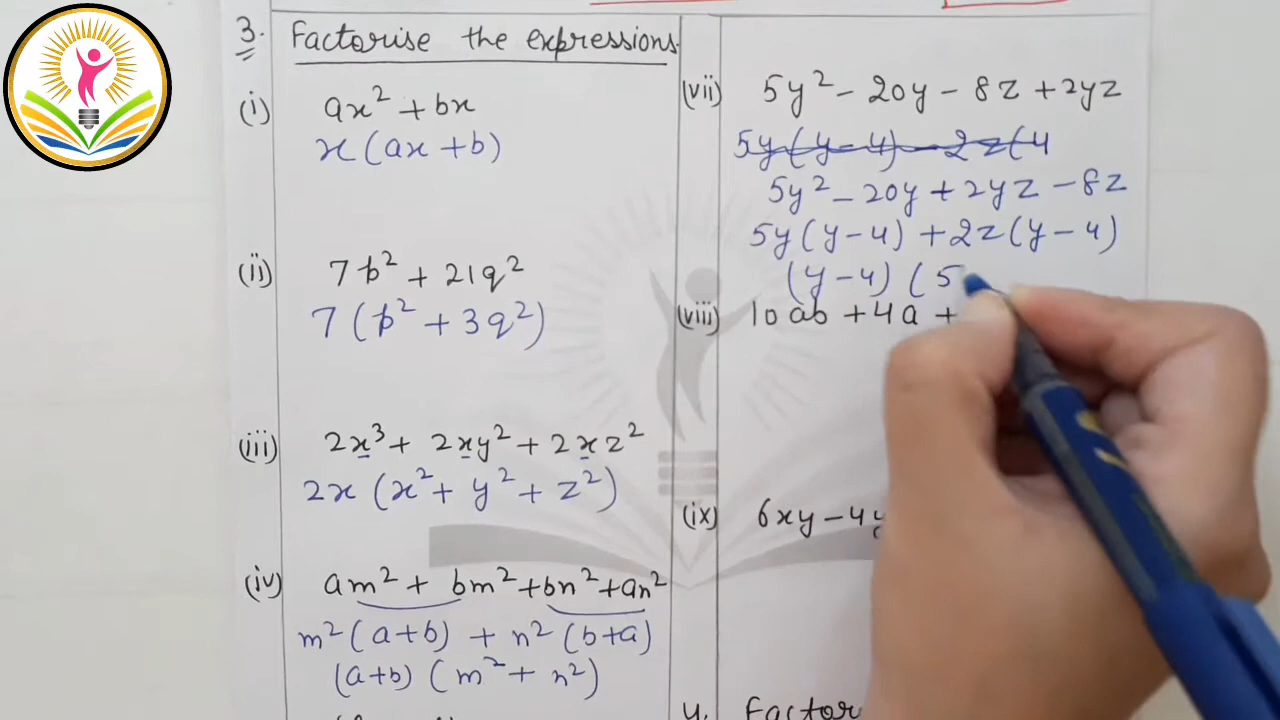 3. Factorise the expressions
(i) ax² + bx
x(ax + b)
(ii) 7p² + 21q²
7(p² + 3q²)
(iii) 2x³ + 2xy² + 2xz²
2x(x² + y² + z²)
(iv) am² + bm² + bn² + an²
m²(a+b) + n²(b+a)
(a+b)(m² + n²)
(vii) 5y² - 20y - 8z + 2yz
5y(y-4) - 2z(4
5y² - 20y + 2yz - 8z
5y(y-4) + 2z(y-4)
(y-4)(5
(viii) 10ab + 4a +
(ix) 6xy - 4y
4. Factor